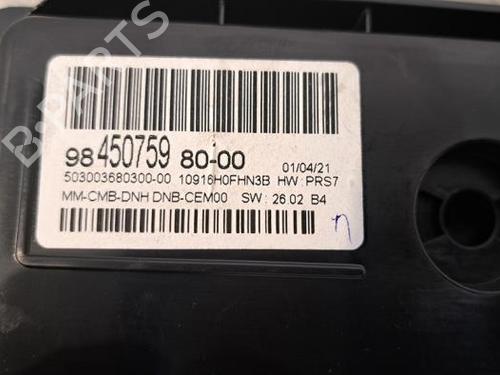 B-PARTS
98 450759 80-00 01/04/21
503003680300-00 10916H0FHN3B HW : PRS7
MM-CMB-DNH DNB-CEM00 SW : 26.02 B4